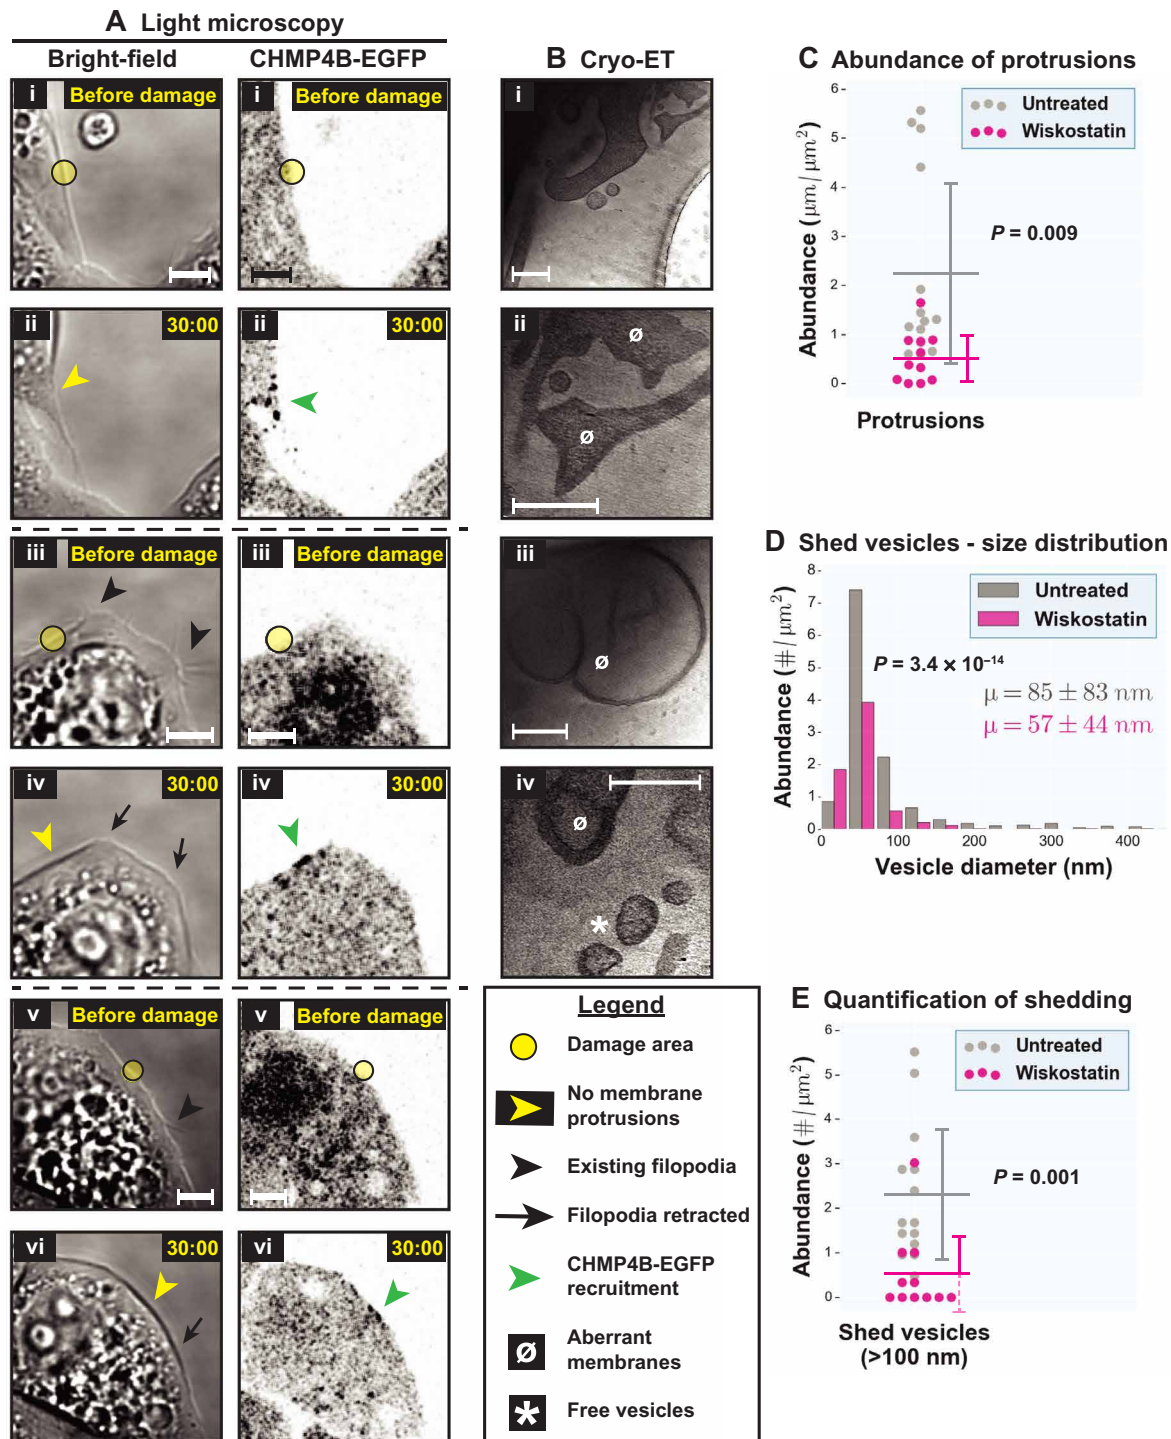 A Light microscopy
Bright-field
CHMP4B-EGFP
i
Before damage
i
Before damage
ii
30:00
ii
30:00
iii
Before damage
iii
Before damage
iv
30:00
iv
30:00
v
Before damage
v
Before damage
vi
30:00
vi
30:00
B Cryo-ET
i
ii
ø
ø
iii
ø
iv
ø
*
Legend
Damage area
No membrane
protrusions
Existing filopodia
Filopodia retracted
CHMP4B-EGFP
recruitment
ø
Aberrant
membranes
*
Free vesicles
C Abundance of protrusions
Abundance (μm/μm²)
6
5
4
3
2
1
0
Untreated
Wiskostatin
P = 0.009
Protrusions
D Shed vesicles - size distribution
Abundance (#/μm²)
8
7
6
5
4
3
2
1
0
Untreated
Wiskostatin
P = 3.4 × 10⁻¹⁴
μ = 85 ± 83 nm
μ = 57 ± 44 nm
0 100 200 300 400
Vesicle diameter (nm)
E Quantification of shedding
Abundance (#/μm²)
6
5
4
3
2
1
0
Untreated
Wiskostatin
P = 0.001
Shed vesicles
(>100 nm)